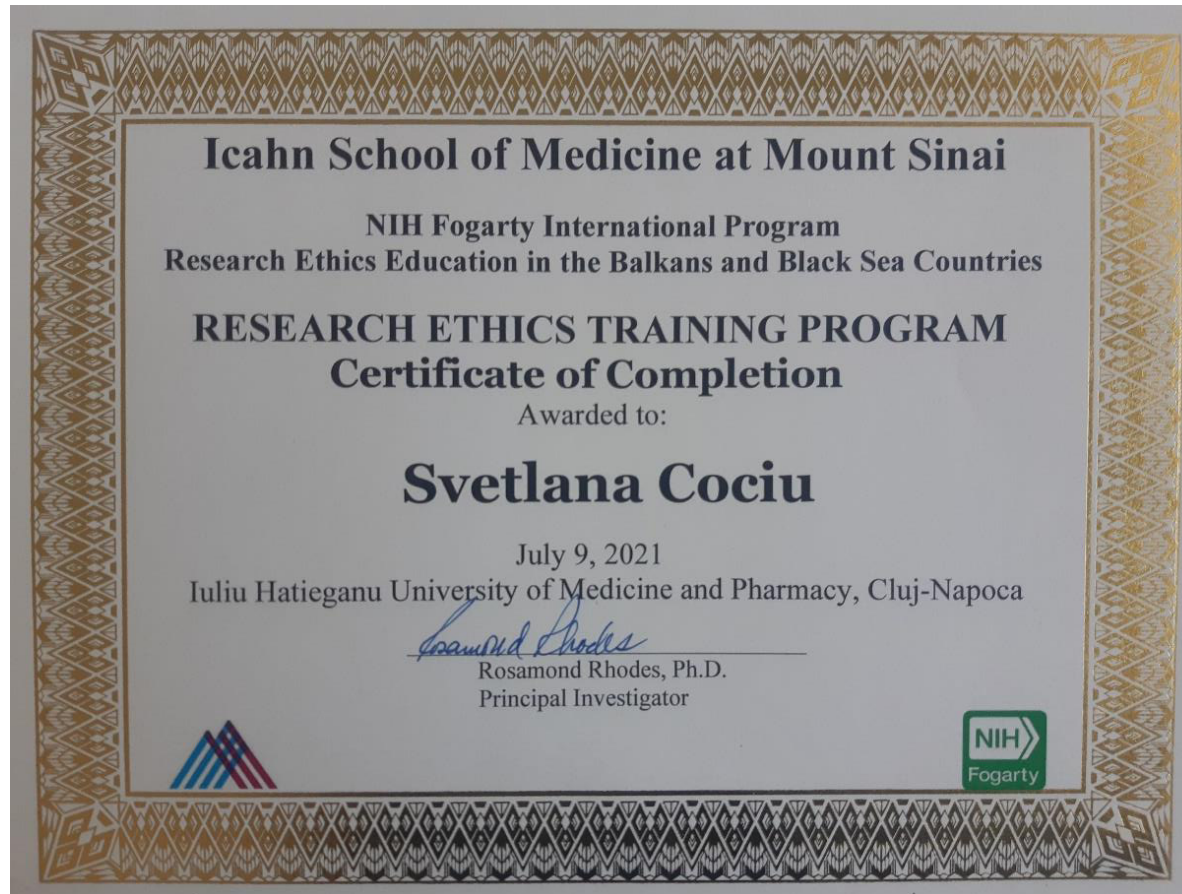 Icahn School of Medicine at Mount Sinai
NIH Fogarty International Program
Research Ethics Education in the Balkans and Black Sea Countries
RESEARCH ETHICS TRAINING PROGRAM
Certificate of Completion
Awarded to:
Svetlana Cociu
July 9, 2021
Iuliu Hatieganu University of Medicine and Pharmacy, Cluj-Napoca
Rosamond Rhodes
Rosamond Rhodes, Ph.D.
Principal Investigator
NIH
Fogarty